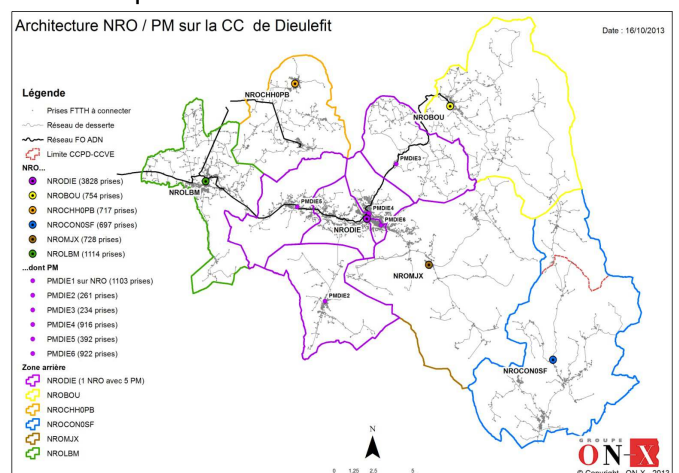 Architecture NRO / PM sur la CC de Dieulefit
Date : 16/10/2013
Légende
Prises FTTH à connecter
Réseau de desserte
Réseau FO ADN
Limite CCPD-CCVE
NRO...
NRODIE (3828 prises)
NROBOU (754 prises)
NROCHH0PB (717 prises)
NROCON0SF (697 prises)
NROMJX (728 prises)
NROLBM (1114 prises)
...dont PM
PMDIE1 sur NRO (1103 prises)
PMDIE2 (261 prises)
PMDIE3 (234 prises)
PMDIE4 (916 prises)
PMDIE5 (392 prises)
PMDIE6 (922 prises)
Zone arrière
NRODIE (1 NRO avec 5 PM)
NROBOU
NROCHH0PB
NROCON0SF
NROMJX
NROLBM
NROCHH0PB
NROBOU
PMDIE3
NROLBM
PMDIE5
PMDIE4
PMDIE6
NRODIE
NROMJX
PMDIE2
NROCON0SF
N
0 1.25 2.5 5
GROUPE
ON-X
© Copyright - ON-X - 2013